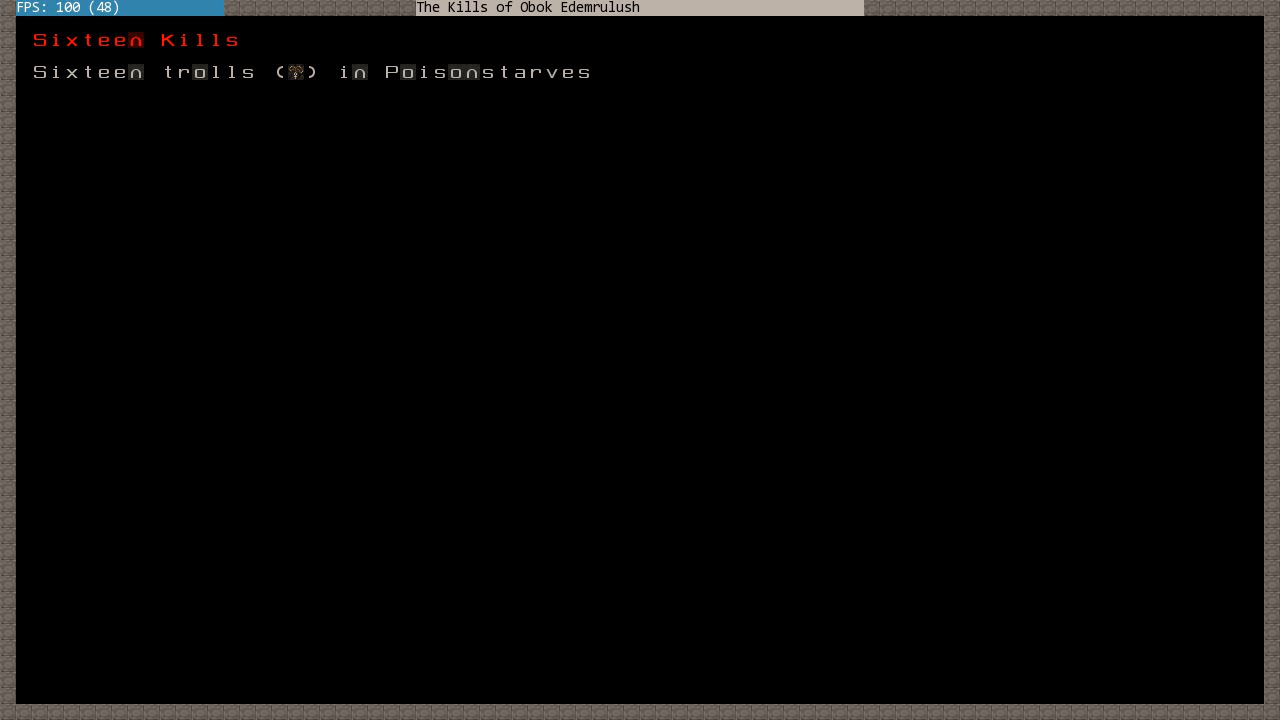 FPS: 100 (48)
The Kills of Obok Edemrulush
Sixteen Kills
Sixteen trolls () in Poisonstarves